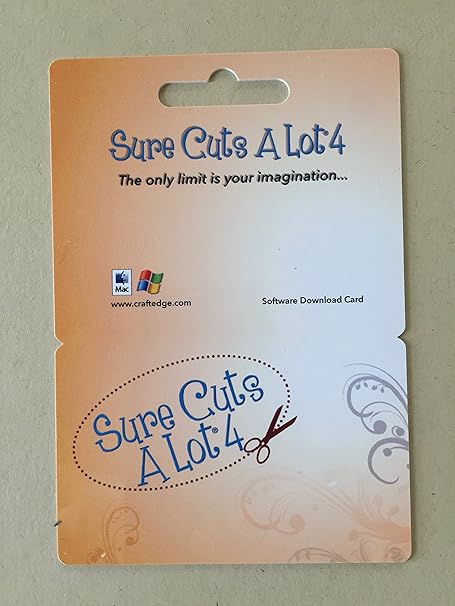 Sure Cuts A Lot 4
The only limit is your imagination...
Mac
www.craftedge.com
Software Download Card
Sure Cuts
A Lot® 4